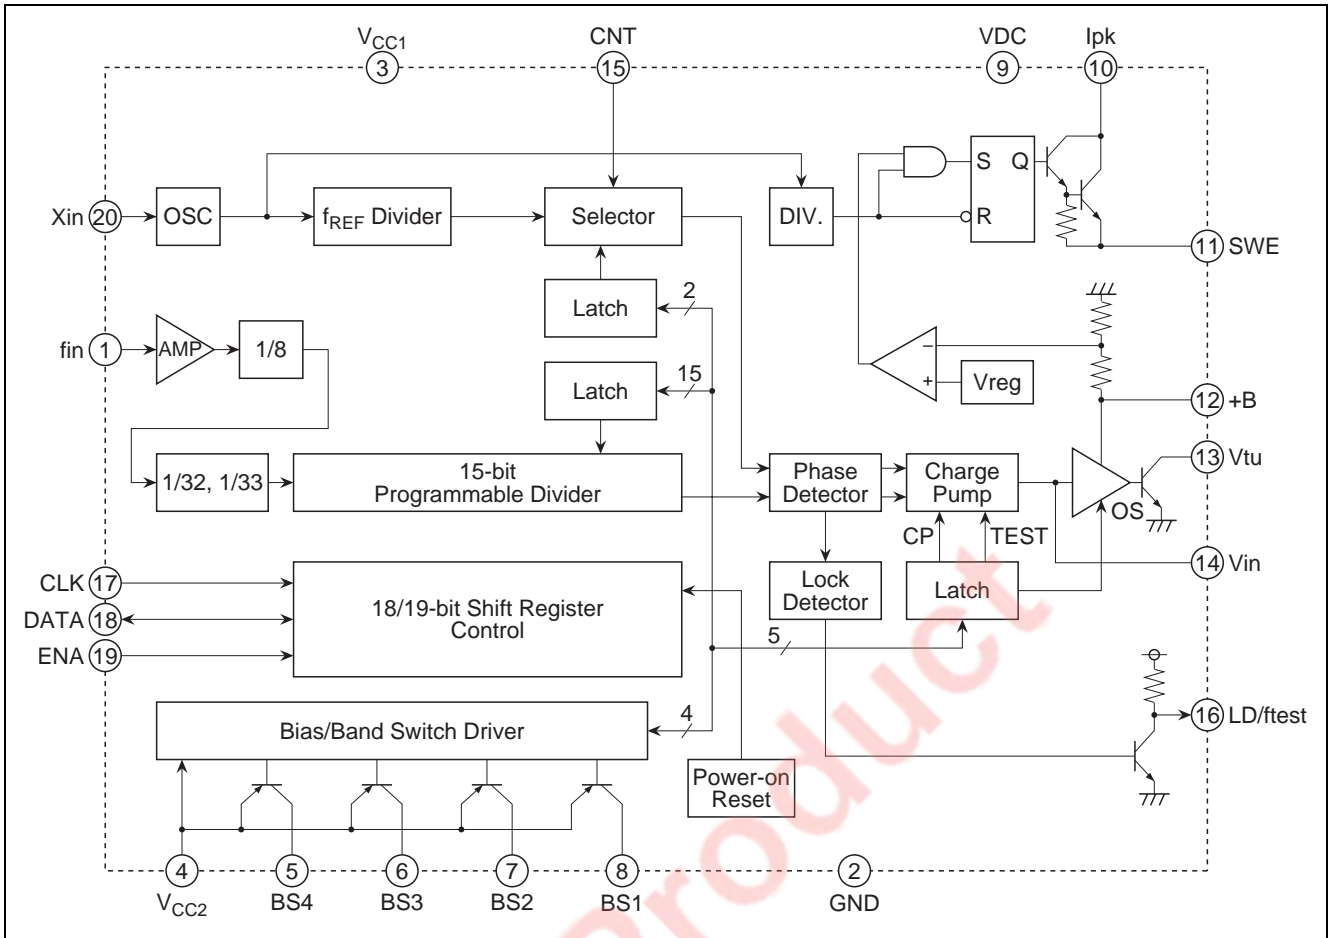 VCC1
CNT
VDC
Ipk
3
15
9
10
S Q
R
Xin 20
OSC
fREF Divider
Selector
DIV.
11 SWE
Latch
2
fin 1
AMP
1/8
Latch
15
−
+
Vreg
12 +B
13 Vtu
1/32, 1/33
15-bit
Programmable Divider
Phase
Detector
Charge
Pump
OS
CP
TEST
14 Vin
CLK 17
DATA 18
ENA 19
18/19-bit Shift Register
Control
Lock
Detector
Latch
5
Bias/Band Switch Driver
4
16 LD/ftest
Power-on
Reset
4
5
6
7
8
2
VCC2
BS4
BS3
BS2
BS1
GND
Product